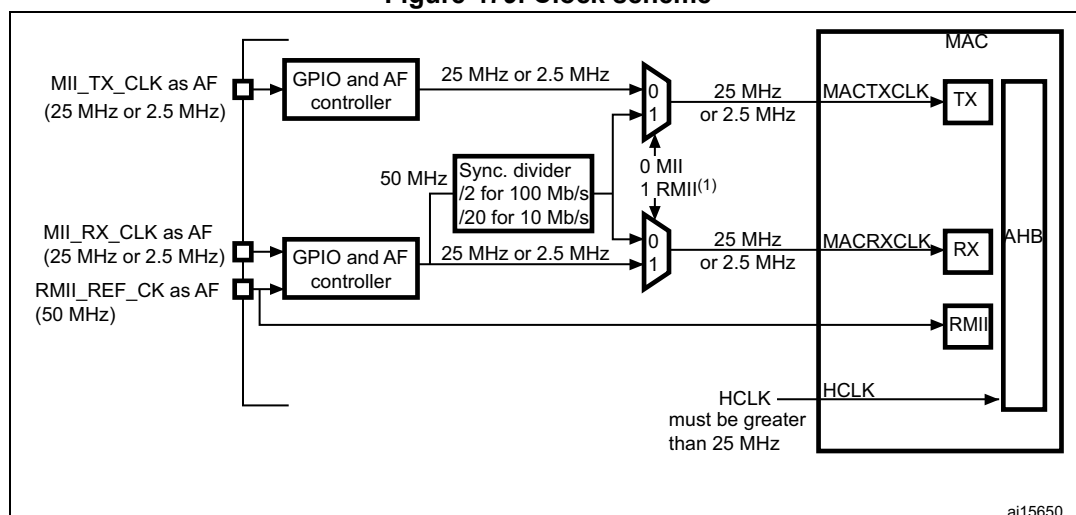 MAC
MII_TX_CLK as AF
(25 MHz or 2.5 MHz)
GPIO and AF
controller
25 MHz or 2.5 MHz
0
1
25 MHz
or 2.5 MHz
MACTXCLK
TX
50 MHz
Sync. divider
/2 for 100 Mb/s
/20 for 10 Mb/s
0 MII
1 RMII(1)
MII_RX_CLK as AF
(25 MHz or 2.5 MHz)
RMII_REF_CK as AF
(50 MHz)
GPIO and AF
controller
25 MHz or 2.5 MHz
0
1
25 MHz
or 2.5 MHz
MACRXCLK
RX
AHB
RMII
HCLK
must be greater
than 25 MHz
HCLK
ai15650